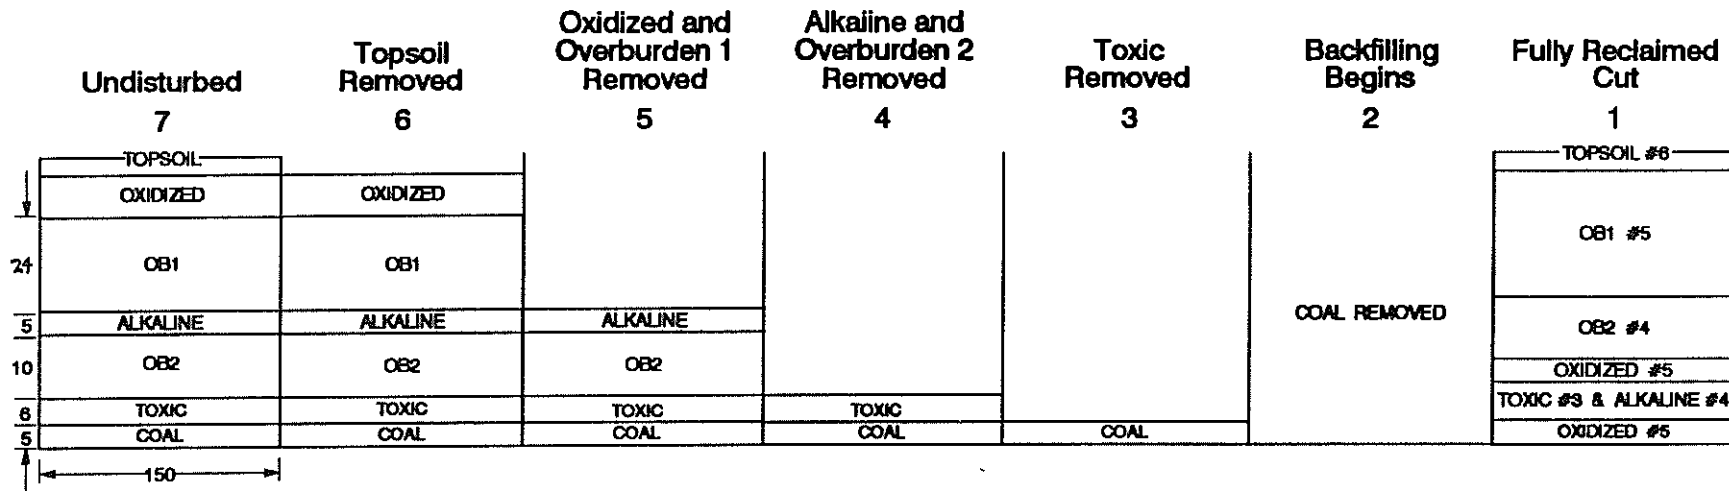 Undisturbed
7
Topsoil
Removed
6
Oxidized and
Overburden 1
Removed
5
Alkaline and
Overburden 2
Removed
4
Toxic
Removed
3
Backfilling
Begins
2
Fully Reclaimed
Cut
1
TOPSOIL
TOPSOIL #6
OXIDIZED
OXIDIZED
24
OB1
OB1
OB1 #5
5
ALKALINE
ALKALINE
ALKALINE
COAL REMOVED
OB2 #4
10
OB2
OB2
OB2
OXIDIZED #5
6
TOXIC
TOXIC
TOXIC
TOXIC
TOXIC #3 & ALKALINE #4
5
COAL
COAL
COAL
COAL
COAL
OXIDIZED #5
150